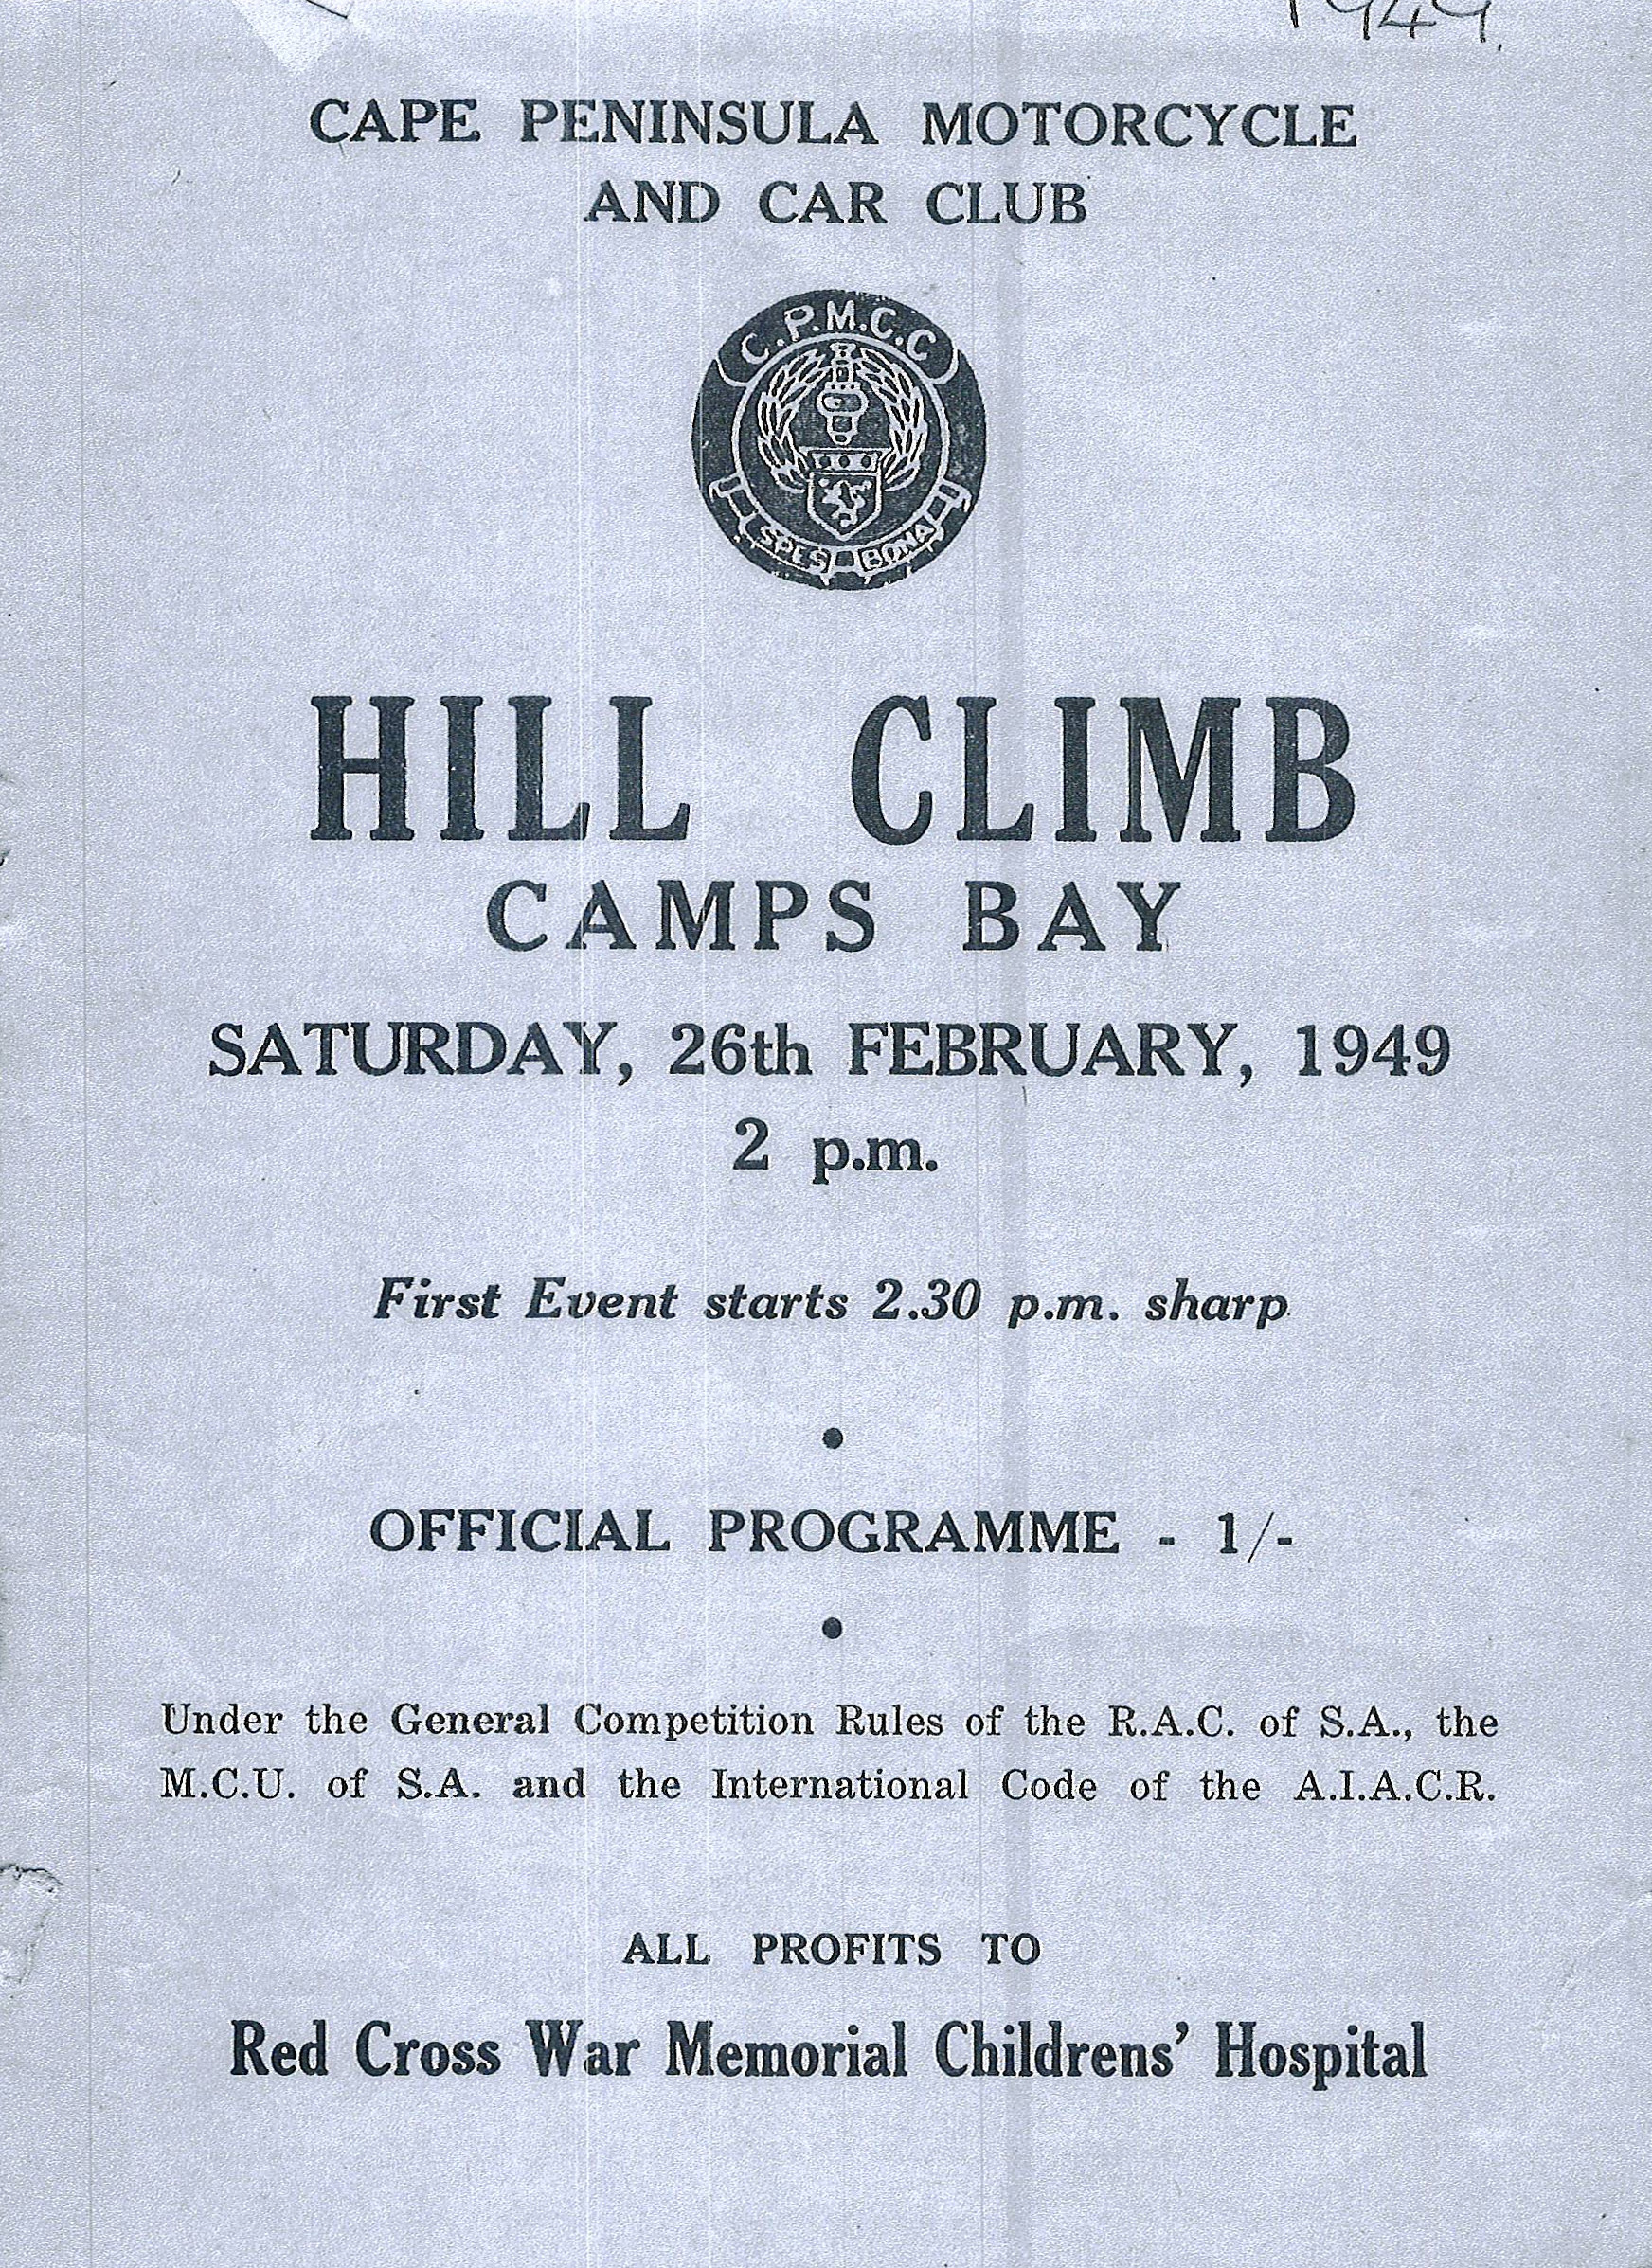 1949.
CAPE PENINSULA MOTORCYCLE
AND CAR CLUB
C.P.M.C.C
SPES BONA
HILL CLIMB
CAMPS BAY
SATURDAY, 26th FEBRUARY, 1949
2 p.m.
First Event starts 2.30 p.m. sharp
OFFICIAL PROGRAMME - 1/-
Under the General Competition Rules of the R.A.C. of S.A., the
M.C.U. of S.A. and the International Code of the A.I.A.C.R.
ALL PROFITS TO
Red Cross War Memorial Childrens' Hospital